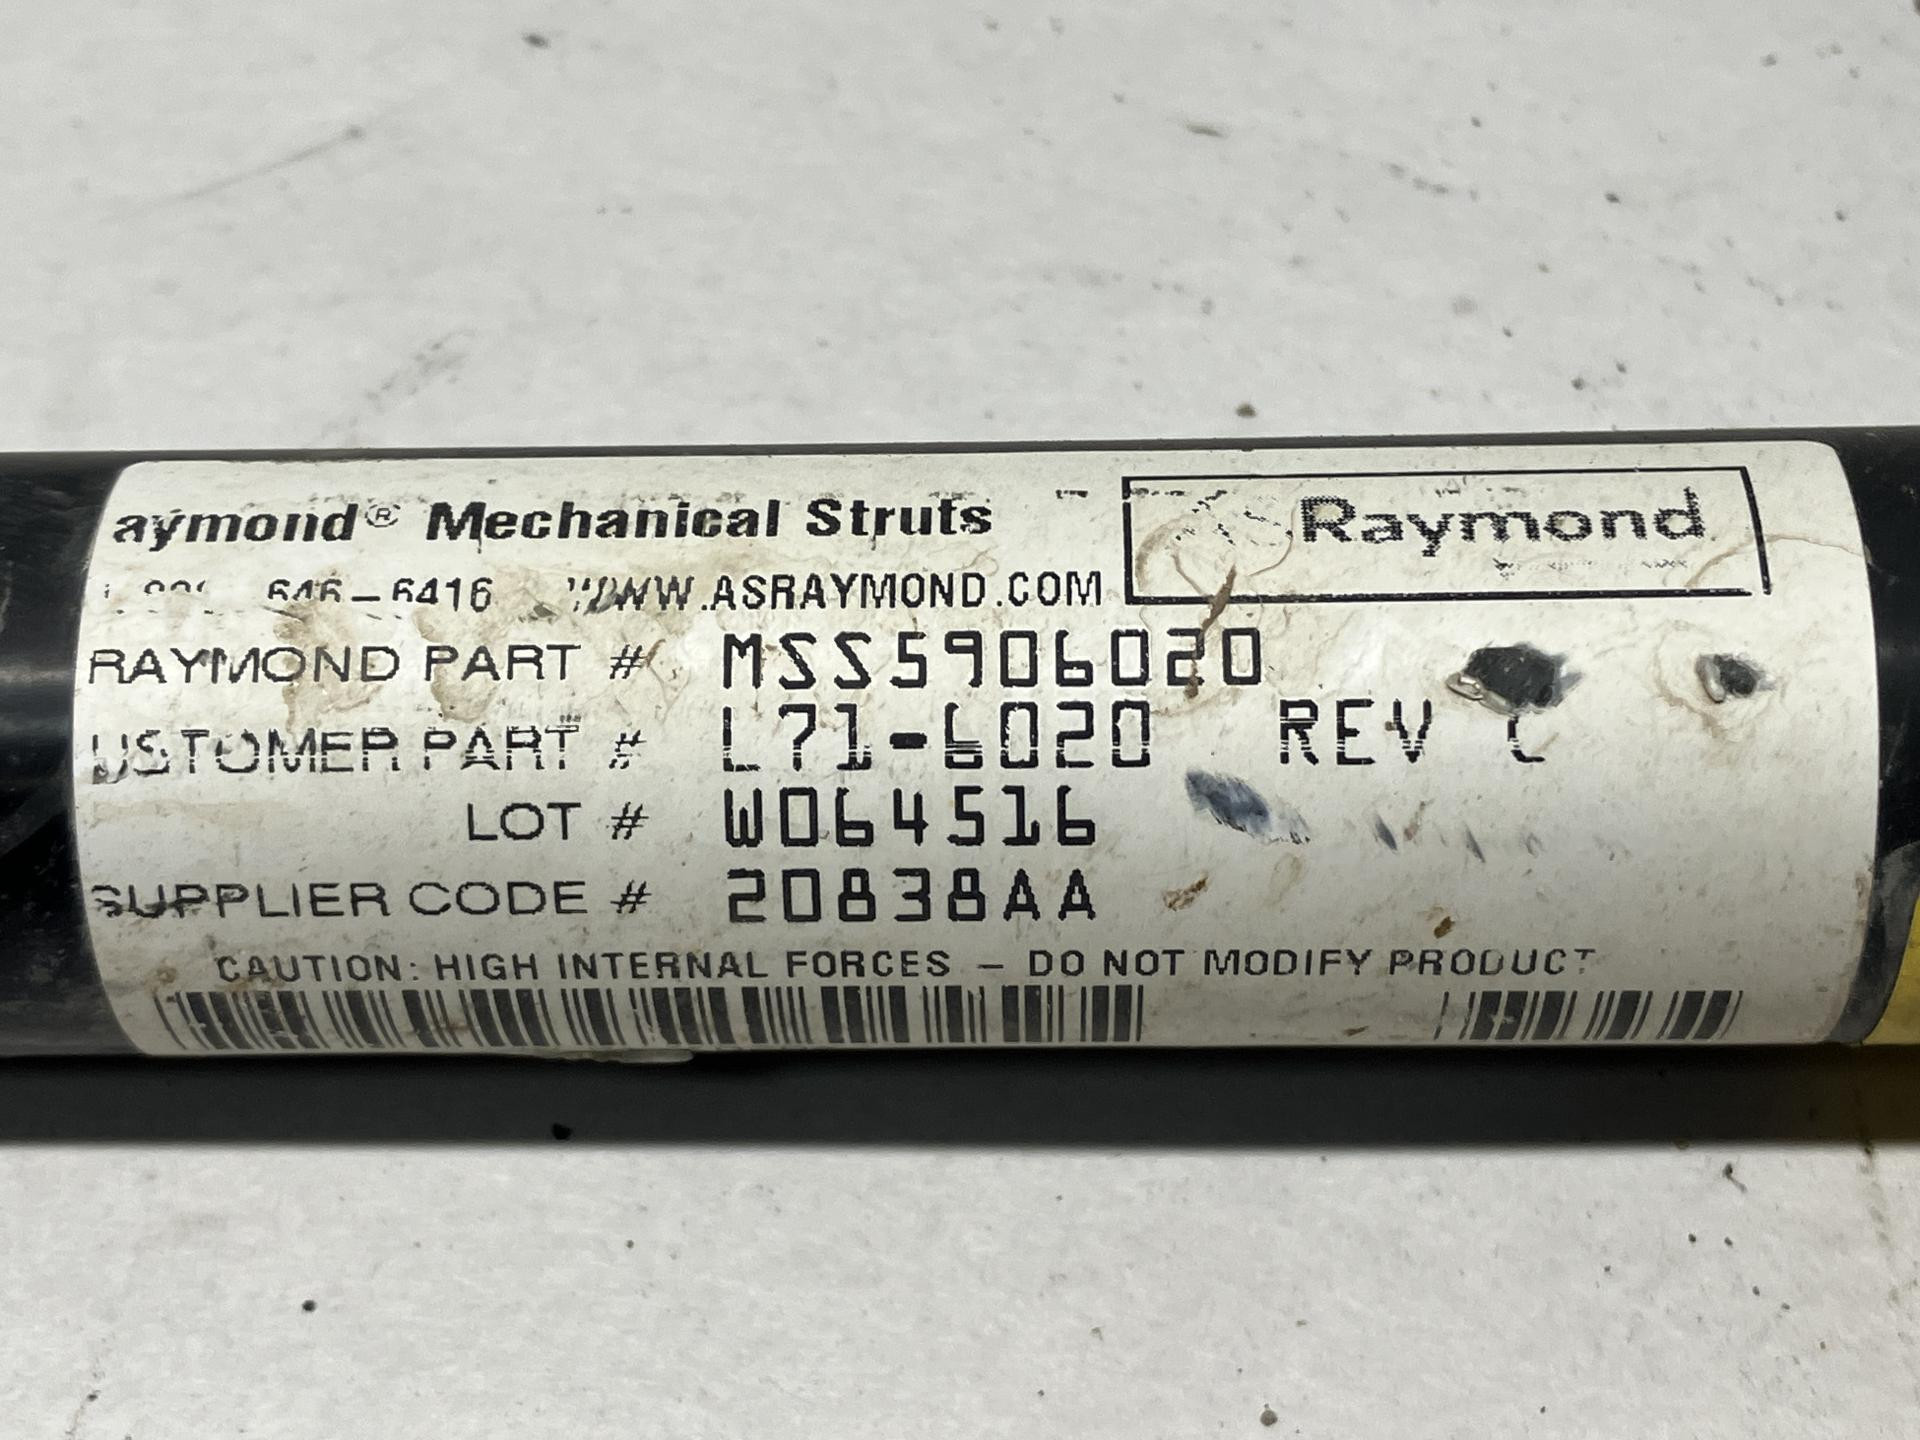 aymond® Mechanical Struts
Raymond
646-6416 WWW.ASRAYMOND.COM
RAYMOND PART # MSS5906020
USTOMER PART # L71-6020 REV C
LOT # W064516
SUPPLIER CODE # 20838AA
CAUTION: HIGH INTERNAL FORCES – DO NOT MODIFY PRODUCT